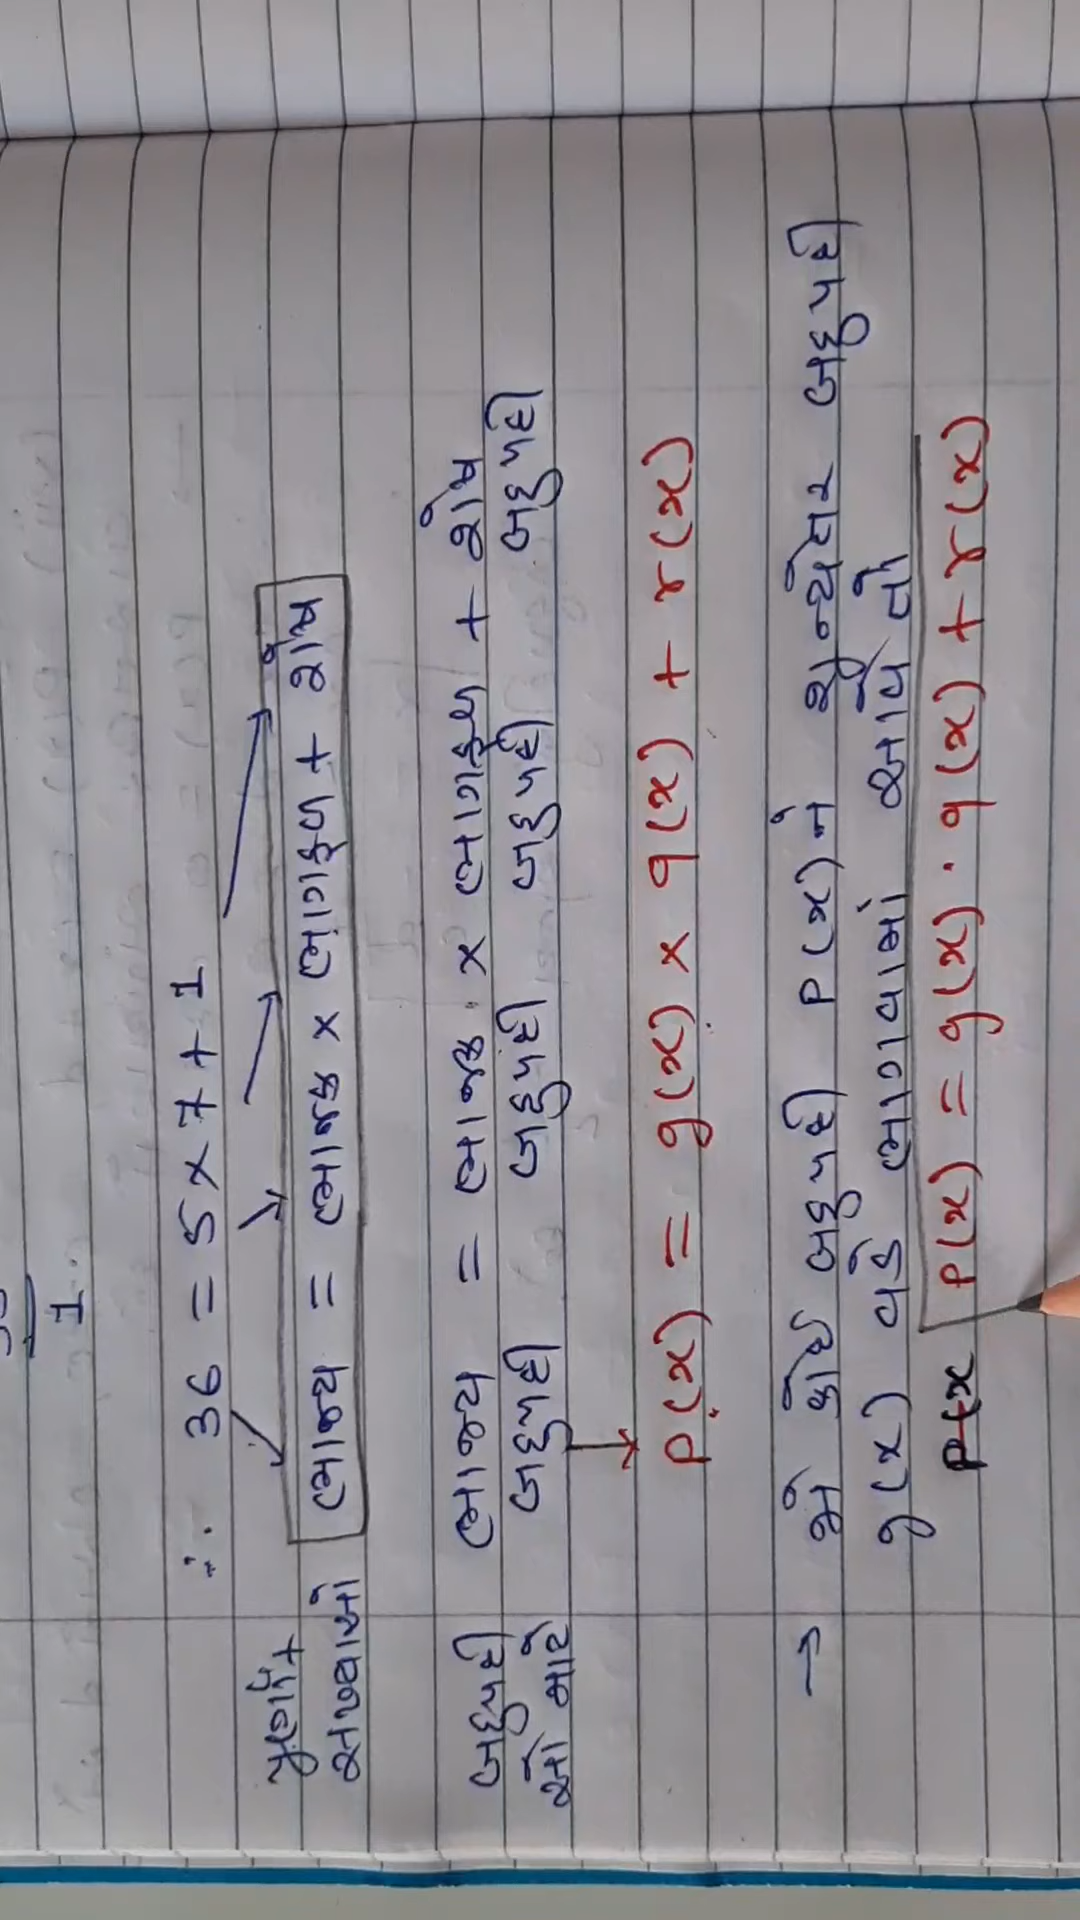 1
∴ 36 = 5 × 7 + 1
પૂર્ણાંક સંખ્યાઓ
ભાજ્ય = ભાજક × ભાગફળ + શેષ
બહુપદીઓ માટે
ભાજ્ય = ભાજક × ભાગફળ + શેષ
બહુપદી બહુપદી બહુપદી બહુપદી
P(x) = g(x) × q(x) + r(x)
→ જો કોઈ બહુપદી P(x) ને શૂન્યેતર બહુપદી
g(x) વડે ભાગવામાં આવે તો
P(x P(x) = g(x) · q(x) + r(x)